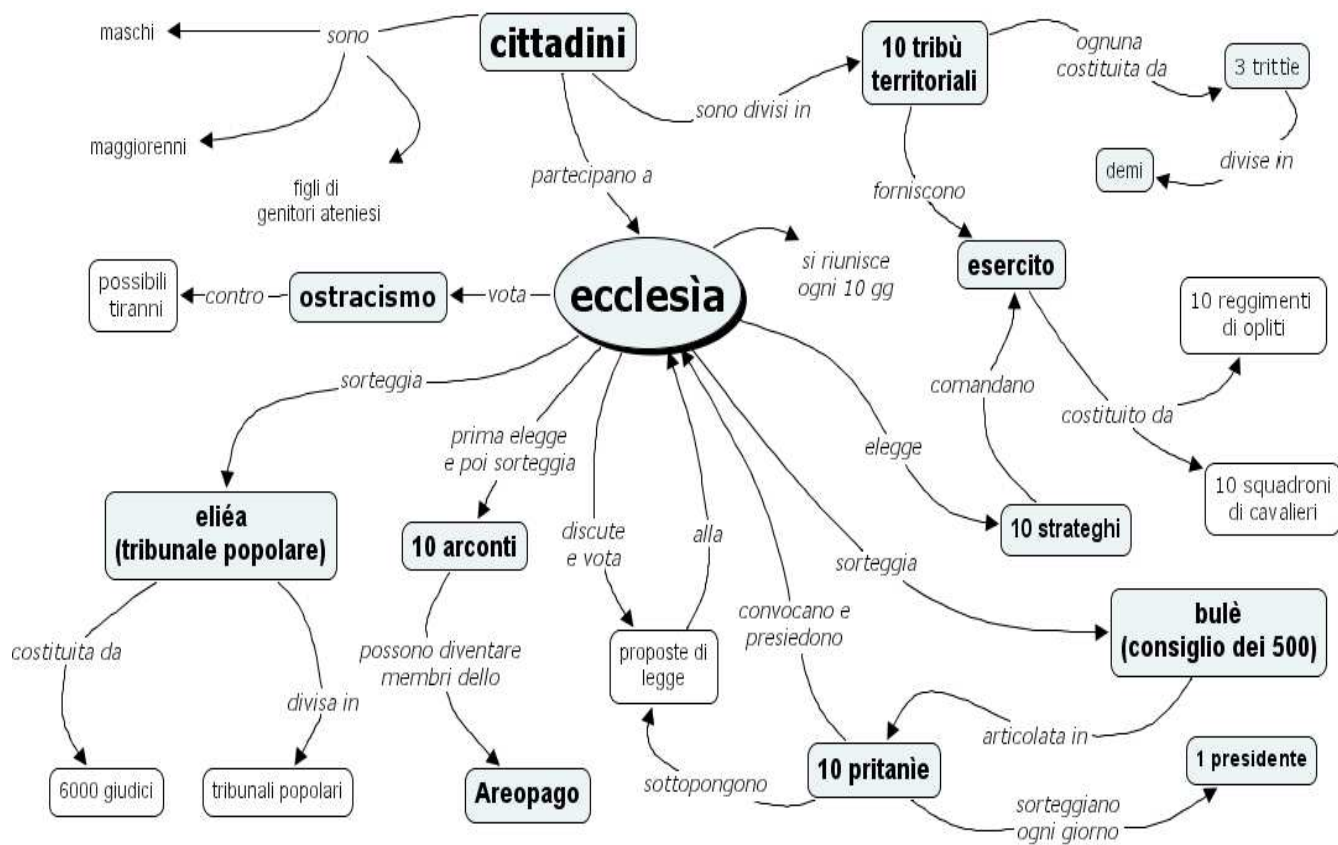 maschi
sono
cittadini
10 tribù
territoriali
ognuna
costituita da
3 trittìe
maggiorenni
sono divisi in
figli di
genitori ateniesi
partecipano a
forniscono
demi
divise in
possibili
tiranni
contro
ostracismo
vota
ecclesìa
si riunisce
ogni 10 gg
esercito
10 reggimenti
di opliti
sorteggia
prima elegge
e poi sorteggia
elegge
comandano
costituito da
10 squadroni
di cavalieri
eliéa
(tribunale popolare)
10 arconti
discute
e vota
alla
10 strateghi
sorteggia
costituita da
divisa in
possono diventare
membri dello
proposte di
legge
convocano e
presiedono
bulè
(consiglio dei 500)
articolata in
6000 giudici
tribunali popolari
Areopago
sottopongono
10 pritanìe
1 presidente
sorteggiano
ogni giorno